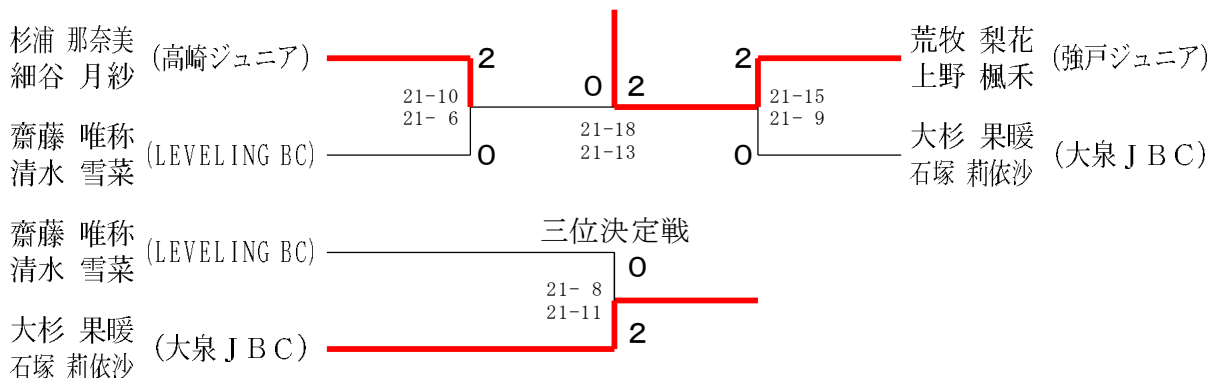 杉浦 那奈美
細谷 月紗
(高崎ジュニア)
2
21-10
21- 6
0
齋藤 唯称
清水 雪菜
(LEVELING BC)
0 2
21-18
21-13
荒牧 梨花
上野 楓禾
(強戸ジュニア)
2
21-15
21- 9
0
大杉 果暖
石塚 莉依沙
(大泉ＪＢＣ)
三位決定戦
齋藤 唯称
清水 雪菜
(LEVELING BC)
0
21- 8
21-11
2
大杉 果暖
石塚 莉依沙
(大泉ＪＢＣ)